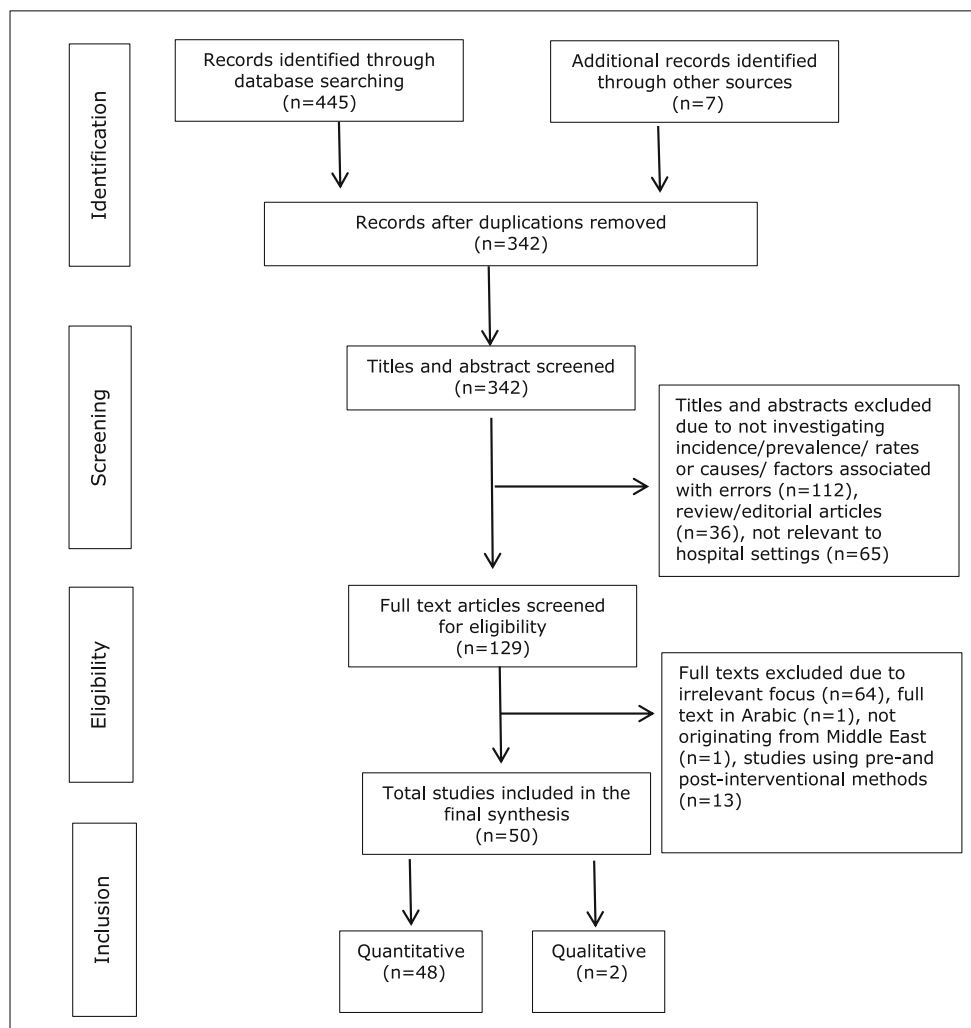 Identification
Records identified through
database searching
(n=445)
Additional records identified
through other sources
(n=7)
Records after duplications removed
(n=342)
Screening
Titles and abstract screened
(n=342)
Titles and abstracts excluded
due to not investigating
incidence/prevalence/ rates
or causes/ factors associated
with errors (n=112),
review/editorial articles
(n=36), not relevant to
hospital settings (n=65)
Eligibility
Full text articles screened
for eligibility
(n=129)
Full texts excluded due to
irrelevant focus (n=64), full
text in Arabic (n=1), not
originating from Middle East
(n=1), studies using pre-and
post-interventional methods
(n=13)
Total studies included in the
final synthesis
(n=50)
Inclusion
Quantitative
(n=48)
Qualitative
(n=2)